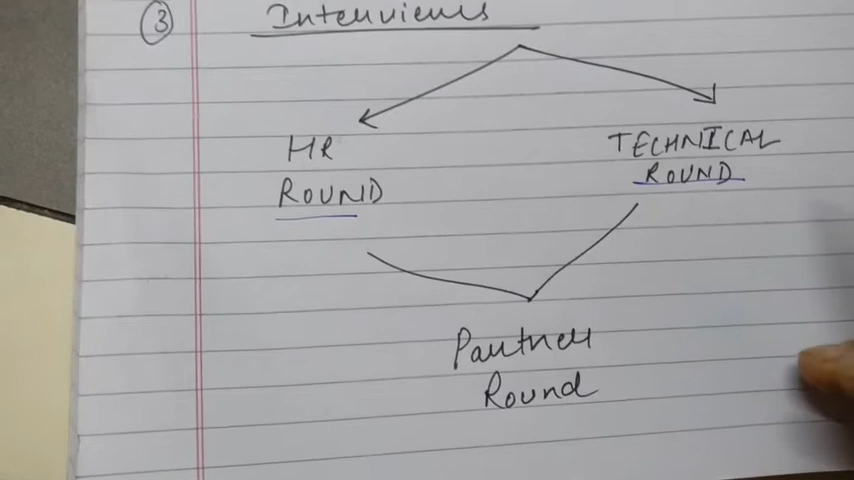 3 Interviews
HR
ROUND
TECHNICAL
ROUND
Partner
Round